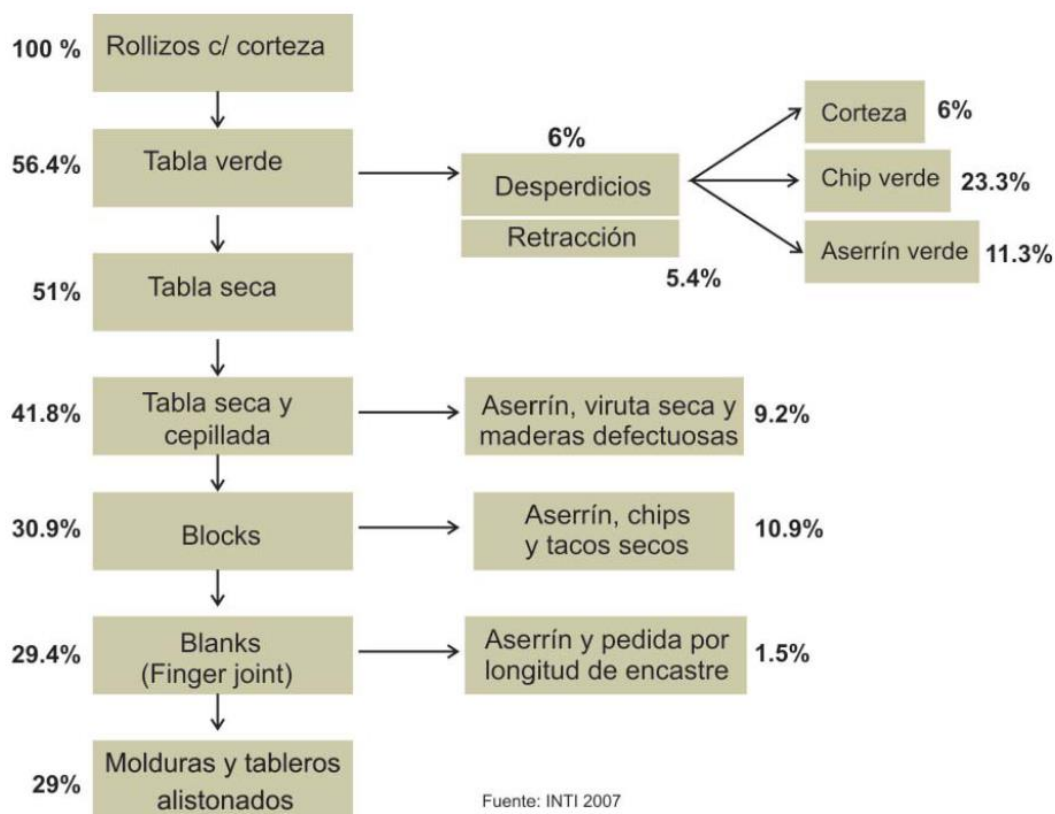 100 %
Rollizos c/ corteza
56.4%
Tabla verde
6%
Desperdicios
Retracción
5.4%
Corteza
6%
Chip verde
23.3%
Aserrín verde
11.3%
51%
Tabla seca
41.8%
Tabla seca y
cepillada
Aserrín, viruta seca y
maderas defectuosas
9.2%
30.9%
Blocks
Aserrín, chips
y tacos secos
10.9%
29.4%
Blanks
(Finger joint)
Aserrín y pedida por
longitud de encastre
1.5%
29%
Molduras y tableros
alistonados
Fuente: INTI 2007